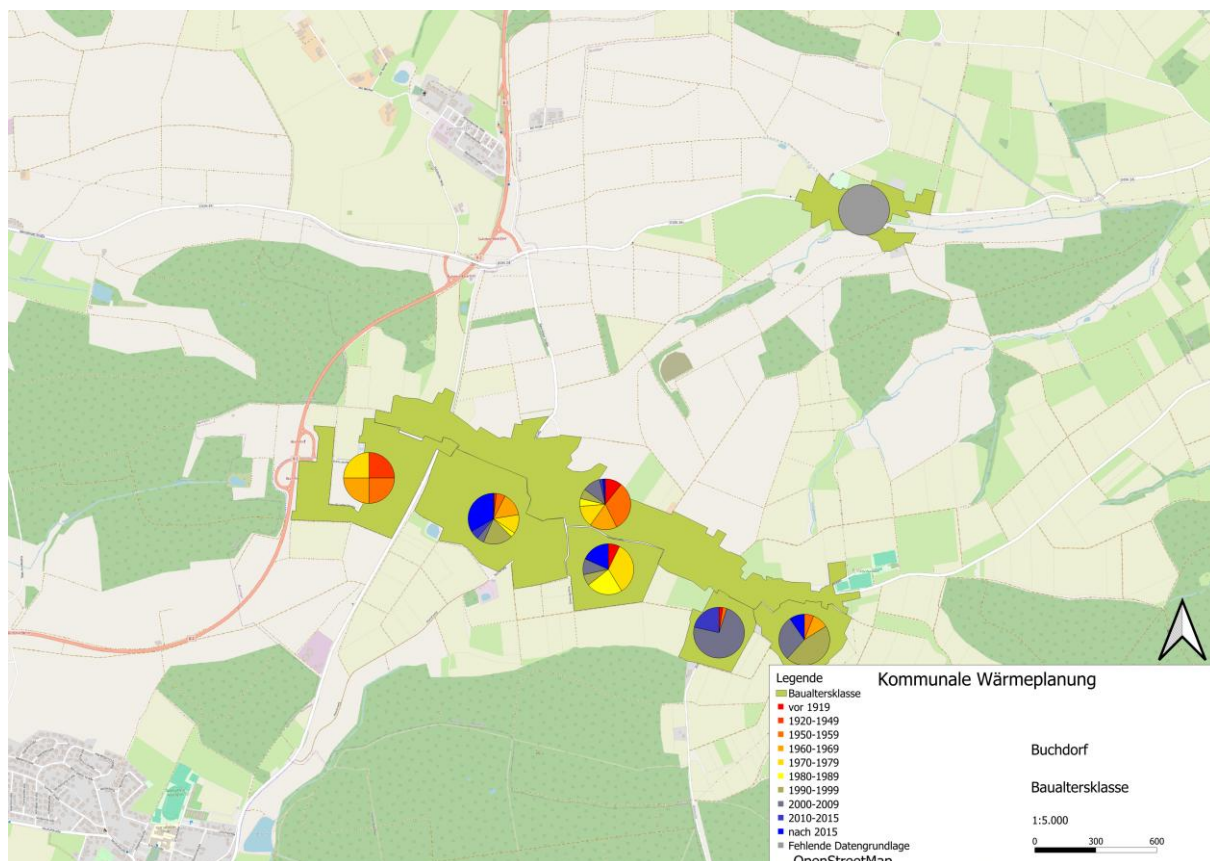 Legende
Kommunale Wärmeplanung
Baualtersklasse
vor 1919
1920-1949
1950-1959
1960-1969
1970-1979
1980-1989
1990-1999
2000-2009
2010-2015
nach 2015
Fehlende Datengrundlage
OpenStreetMap
Buchdorf
Baualtersklasse
1:5.000
0 300 600